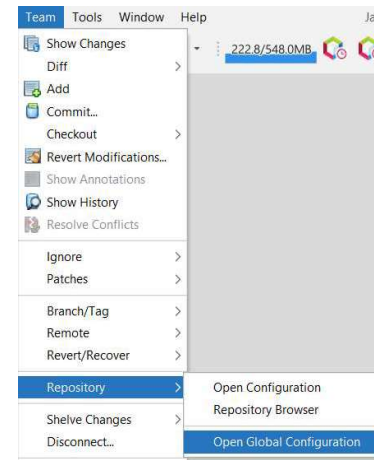 Team Tools Window Help Ja
Show Changes
222.8/548.0MB
Diff
Add
Commit...
Checkout
Revert Modifications...
Show Annotations
Show History
Resolve Conflicts
Ignore
Patches
Branch/Tag
Remote
Revert/Recover
Repository
Open Configuration
Repository Browser
Shelve Changes
Disconnect...
Open Global Configuration